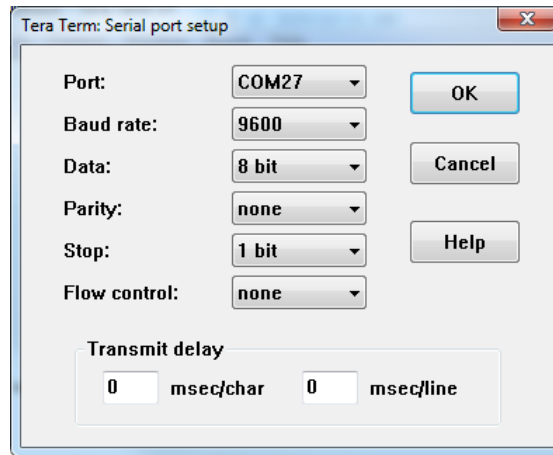 Tera Term: Serial port setup
Port: COM27
OK
Baud rate: 9600
Data: 8 bit
Cancel
Parity: none
Stop: 1 bit
Help
Flow control: none
Transmit delay
0 msec/char 0 msec/line